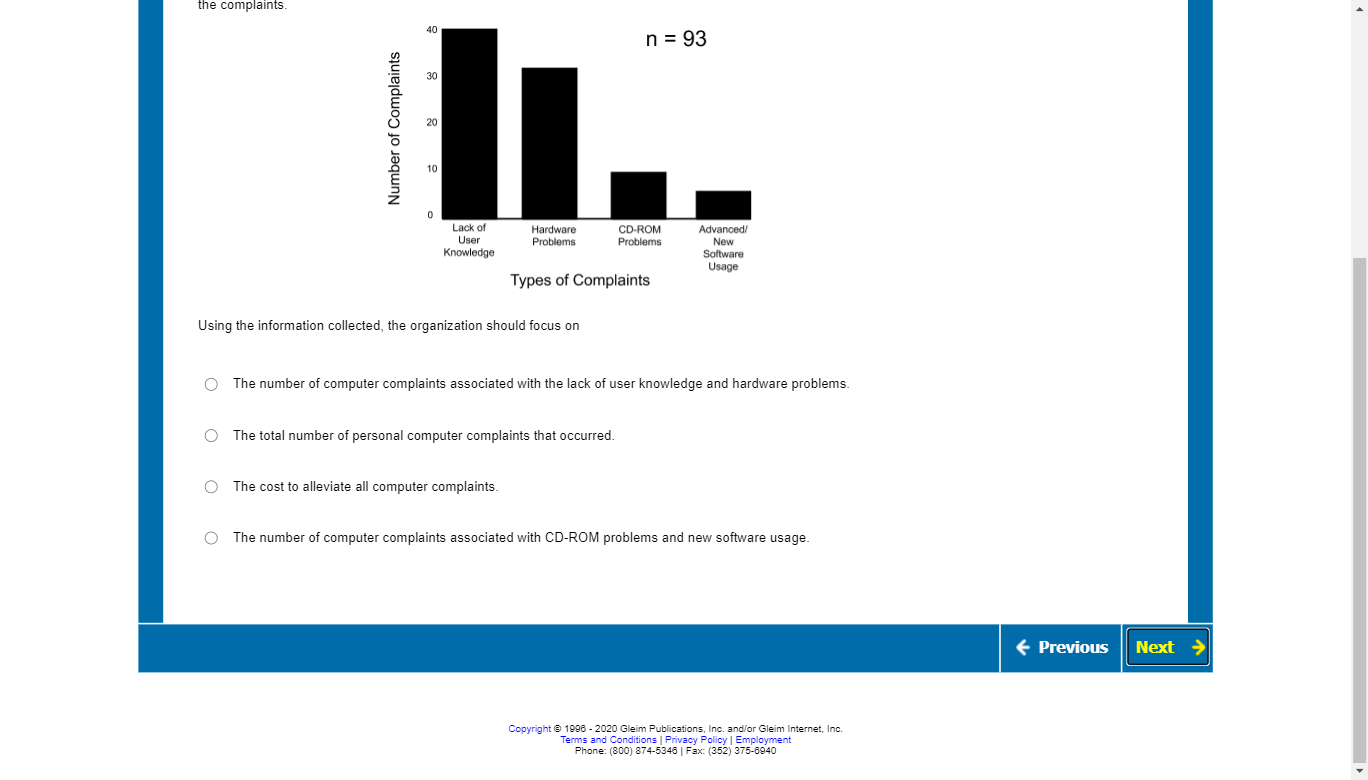 the complaints.
n = 93
Number of Complaints
40
30
20
10
0
Lack of
User
Knowledge
Hardware
Problems
CD-ROM
Problems
Advanced/
New
Software
Usage
Types of Complaints
Using the information collected, the organization should focus on
The number of computer complaints associated with the lack of user knowledge and hardware problems.
The total number of personal computer complaints that occurred.
The cost to alleviate all computer complaints.
The number of computer complaints associated with CD-ROM problems and new software usage.
Previous
Next
Copyright © 1996 - 2020 Gleim Publications, Inc. and/or Gleim Internet, Inc.
Terms and Conditions | Privacy Policy | Employment
Phone: (800) 874-5346 | Fax: (352) 375-6940